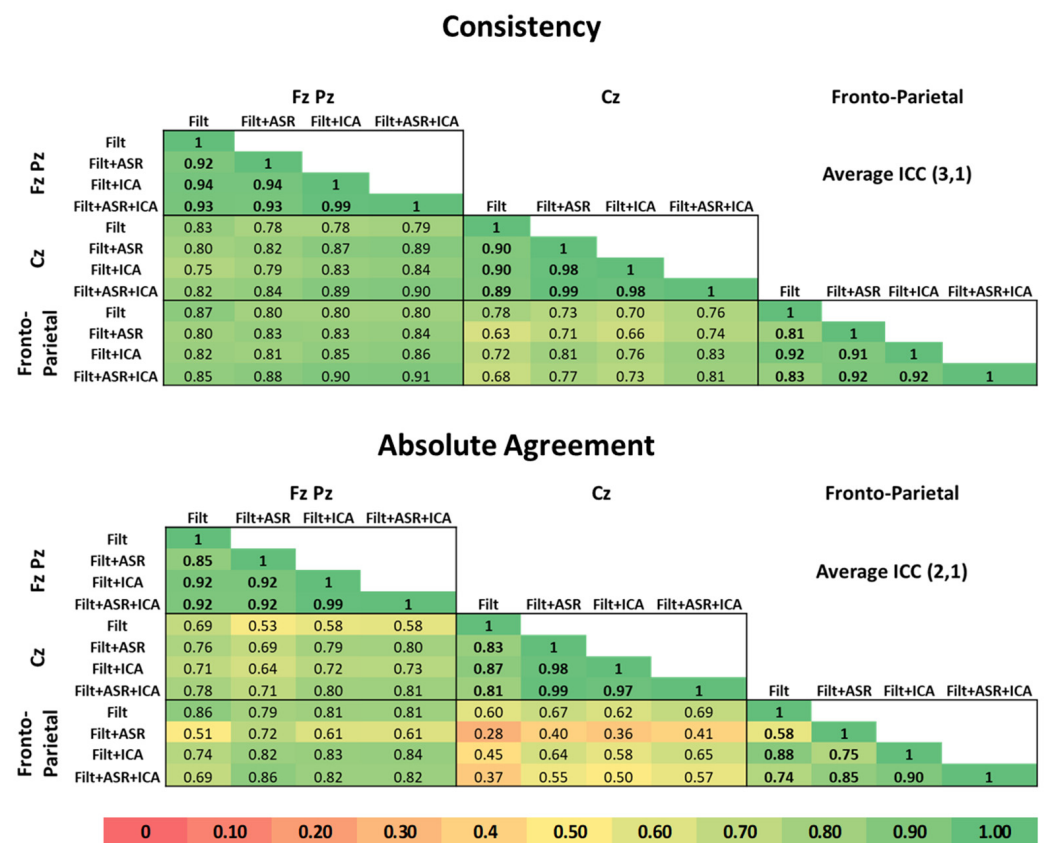 Consistency
Fz Pz Cz Fronto-Parietal
Filt Filt+ASR Filt+ICA Filt+ASR+ICA
Fz Pz
Filt 1
Filt+ASR 0.92 1
Average ICC (3,1)
Filt+ICA 0.94 0.94 1
Filt+ASR+ICA 0.93 0.93 0.99 1 Filt Filt+ASR Filt+ICA Filt+ASR+ICA
Cz
Filt 0.83 0.78 0.78 0.79 1
Filt+ASR 0.80 0.82 0.87 0.89 0.90 1
Filt+ICA 0.75 0.79 0.83 0.84 0.90 0.98 1
Filt+ASR+ICA 0.82 0.84 0.89 0.90 0.89 0.99 0.98 1 Filt Filt+ASR Filt+ICA Filt+ASR+ICA
Fronto-
Parietal
Filt 0.87 0.80 0.80 0.80 0.78 0.73 0.70 0.76 1
Filt+ASR 0.80 0.83 0.83 0.84 0.63 0.71 0.66 0.74 0.81 1
Filt+ICA 0.82 0.81 0.85 0.86 0.72 0.81 0.76 0.83 0.92 0.91 1
Filt+ASR+ICA 0.85 0.88 0.90 0.91 0.68 0.77 0.73 0.81 0.83 0.92 0.92 1
Absolute Agreement
Fz Pz Cz Fronto-Parietal
Filt Filt+ASR Filt+ICA Filt+ASR+ICA
Fz Pz
Filt 1
Filt+ASR 0.85 1
Average ICC (2,1)
Filt+ICA 0.92 0.92 1
Filt+ASR+ICA 0.92 0.92 0.99 1 Filt Filt+ASR Filt+ICA Filt+ASR+ICA
Cz
Filt 0.69 0.53 0.58 0.58 1
Filt+ASR 0.76 0.69 0.79 0.80 0.83 1
Filt+ICA 0.71 0.64 0.72 0.73 0.87 0.98 1
Filt+ASR+ICA 0.78 0.71 0.80 0.81 0.81 0.99 0.97 1 Filt Filt+ASR Filt+ICA Filt+ASR+ICA
Fronto-
Parietal
Filt 0.86 0.79 0.81 0.81 0.60 0.67 0.62 0.69 1
Filt+ASR 0.51 0.72 0.61 0.61 0.28 0.40 0.36 0.41 0.58 1
Filt+ICA 0.74 0.82 0.83 0.84 0.45 0.64 0.58 0.65 0.88 0.75 1
Filt+ASR+ICA 0.69 0.86 0.82 0.82 0.37 0.55 0.50 0.57 0.74 0.85 0.90 1
0 0.10 0.20 0.30 0.4 0.50 0.60 0.70 0.80 0.90 1.00